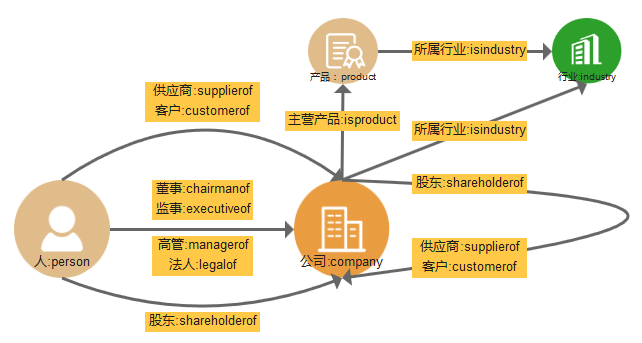 所属行业:isindustry
产品：product
行业:industry
供应商:supplierof
客户:customerof
主营产品:isproduct
所属行业:isindustry
董事:chairmanof
监事:executiveof
股东:shareholderof
高管:managerof
法人:legalof
供应商:supplierof
客户:customerof
人:person
公司:company
股东:shareholderof